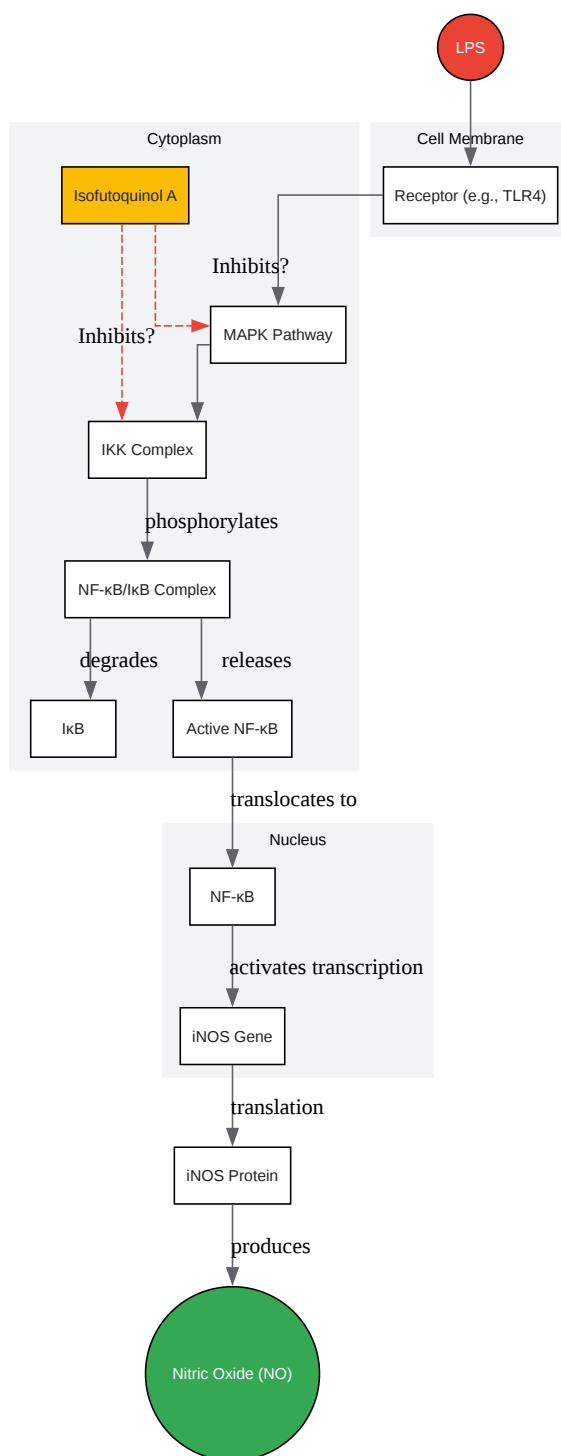 LPS
Cytoplasm
Cell Membrane
Isofutoquinol A
Receptor (e.g., TLR4)
Inhibits?
Inhibits?
MAPK Pathway
IKK Complex
phosphorylates
NF-κB/IκB Complex
degrades
releases
IκB
Active NF-κB
translocates to
Nucleus
NF-κB
activates transcription
iNOS Gene
translation
iNOS Protein
produces
Nitric Oxide (NO)